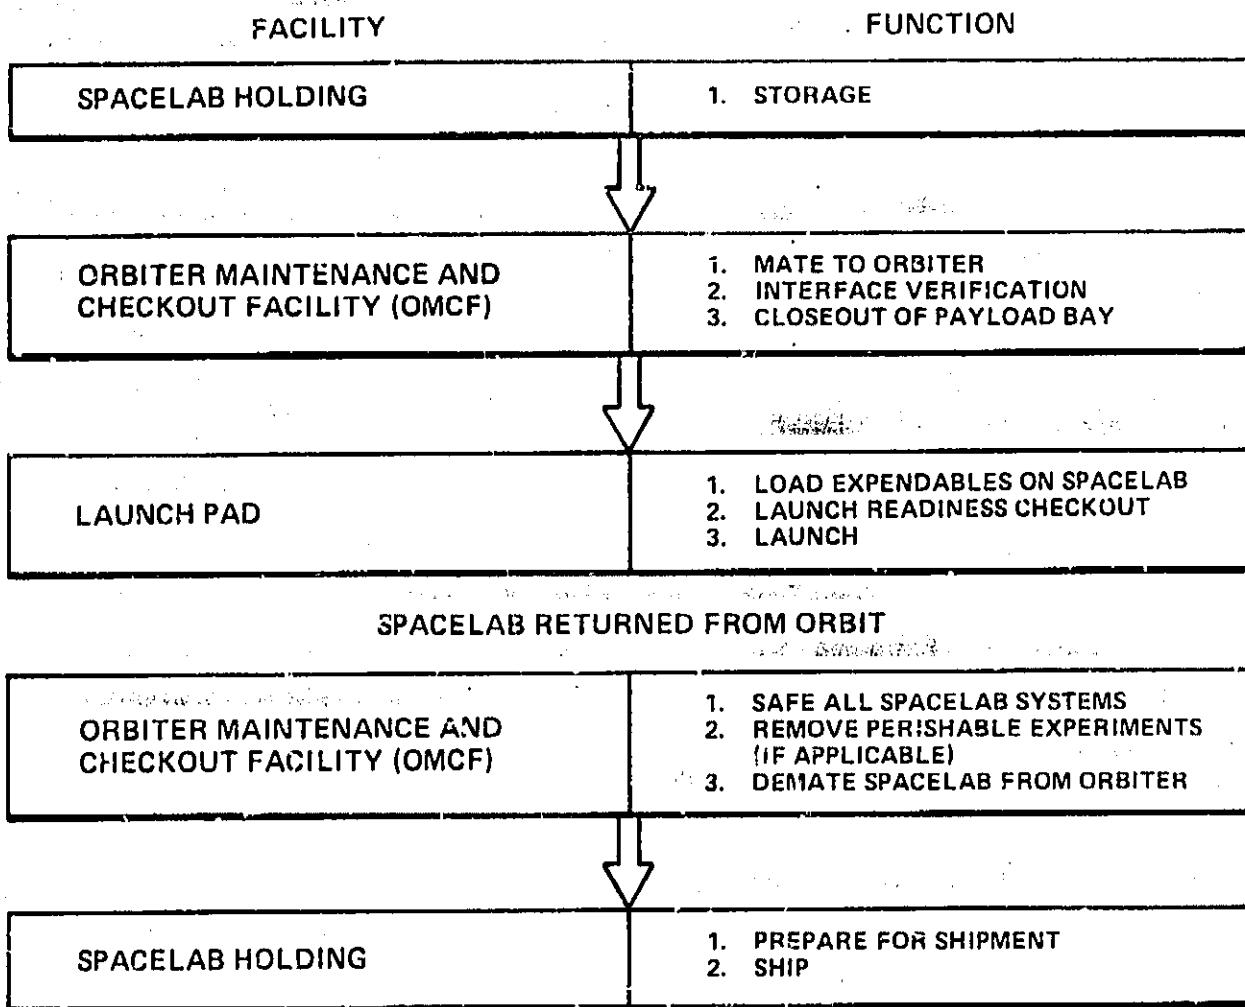 FACILITY FUNCTION
SPACELAB HOLDING
1. STORAGE
ORBITER MAINTENANCE AND
CHECKOUT FACILITY (OMCF)
1. MATE TO ORBITER
2. INTERFACE VERIFICATION
3. CLOSEOUT OF PAYLOAD BAY
LAUNCH PAD
1. LOAD EXPENDABLES ON SPACELAB
2. LAUNCH READINESS CHECKOUT
3. LAUNCH
SPACELAB RETURNED FROM ORBIT
ORBITER MAINTENANCE AND
CHECKOUT FACILITY (OMCF)
1. SAFE ALL SPACELAB SYSTEMS
2. REMOVE PERISHABLE EXPERIMENTS
(IF APPLICABLE)
3. DEMATE SPACELAB FROM ORBITER
SPACELAB HOLDING
1. PREPARE FOR SHIPMENT
2. SHIP